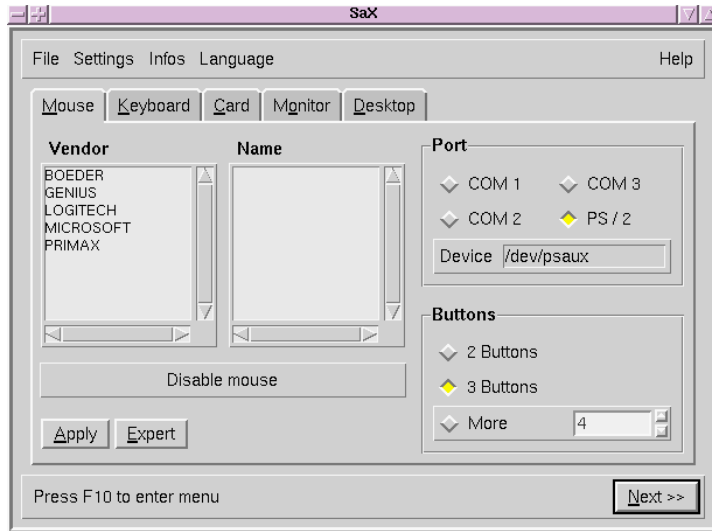 SaX
File Settings Infos Language Help
Mouse Keyboard Card Monitor Desktop
Vendor
BOEDER
GENIUS
LOGITECH
MICROSOFT
PRIMAX
Name
Disable mouse
Apply Expert
Port
COM 1 COM 3
COM 2 PS / 2
Device /dev/psaux
Buttons
2 Buttons
3 Buttons
More 4
Press F10 to enter menu
Next >>